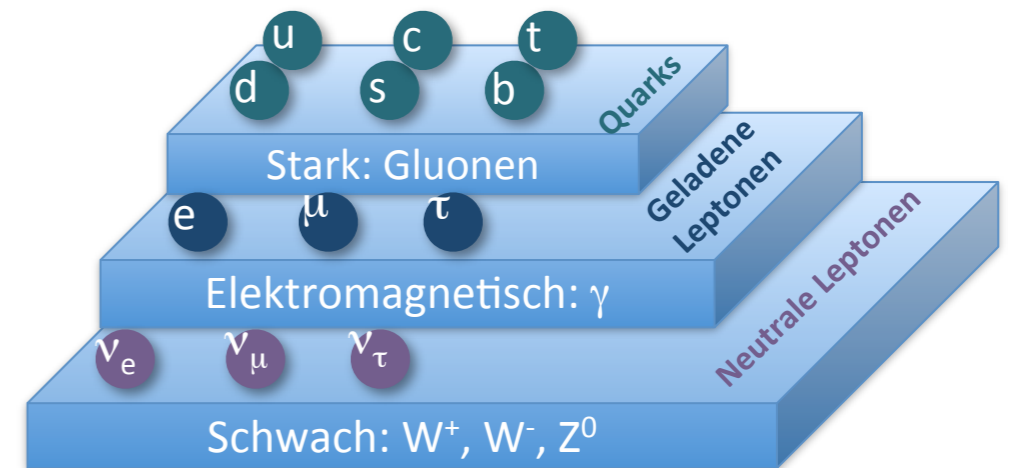 u c t
d s b
Quarks
Stark: Gluonen
e μ τ
Geladene
Leptonen
Elektromagnetisch: γ
νe νμ ντ
Neutrale Leptonen
Schwach: W⁺, W⁻, Z⁰